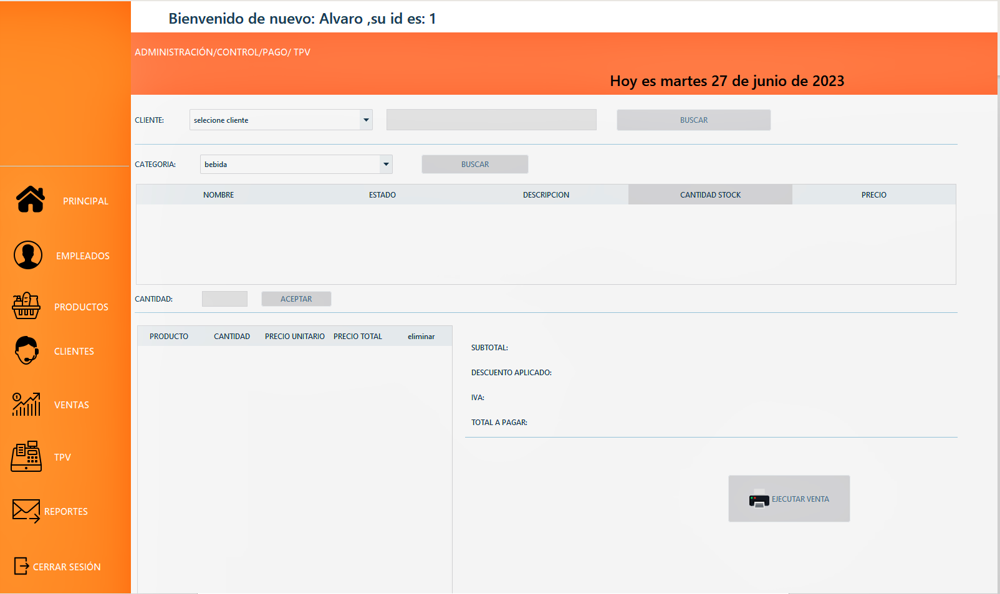 Bienvenido de nuevo: Alvaro ,su id es: 1
ADMINISTRACIÓN/CONTROL/PAGO/ TPV
Hoy es martes 27 de junio de 2023
PRINCIPAL
EMPLEADOS
PRODUCTOS
CLIENTES
VENTAS
TPV
REPORTES
CERRAR SESIÓN
CLIENTE: selecione cliente BUSCAR
CATEGORIA: bebida BUSCAR
NOMBRE ESTADO DESCRIPCION CANTIDAD STOCK PRECIO
CANTIDAD: ACEPTAR
PRODUCTO CANTIDAD PRECIO UNITARIO PRECIO TOTAL eliminar
SUBTOTAL:
DESCUENTO APLICADO:
IVA:
TOTAL A PAGAR:
EJECUTAR VENTA